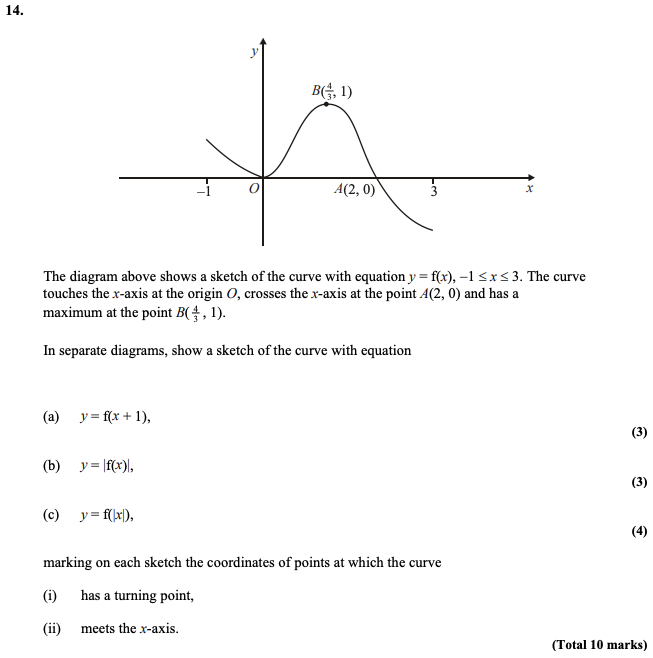 14.
y
B(4/3, 1)
–1
O
A(2, 0)
3
x
The diagram above shows a sketch of the curve with equation y = f(x), –1 ≤ x ≤ 3. The curve
touches the x-axis at the origin O, crosses the x-axis at the point A(2, 0) and has a
maximum at the point B(4/3, 1).
In separate diagrams, show a sketch of the curve with equation
(a) y = f(x + 1),
(3)
(b) y = |f(x)|,
(3)
(c) y = f(|x|),
(4)
marking on each sketch the coordinates of points at which the curve
(i) has a turning point,
(ii) meets the x-axis.
(Total 10 marks)